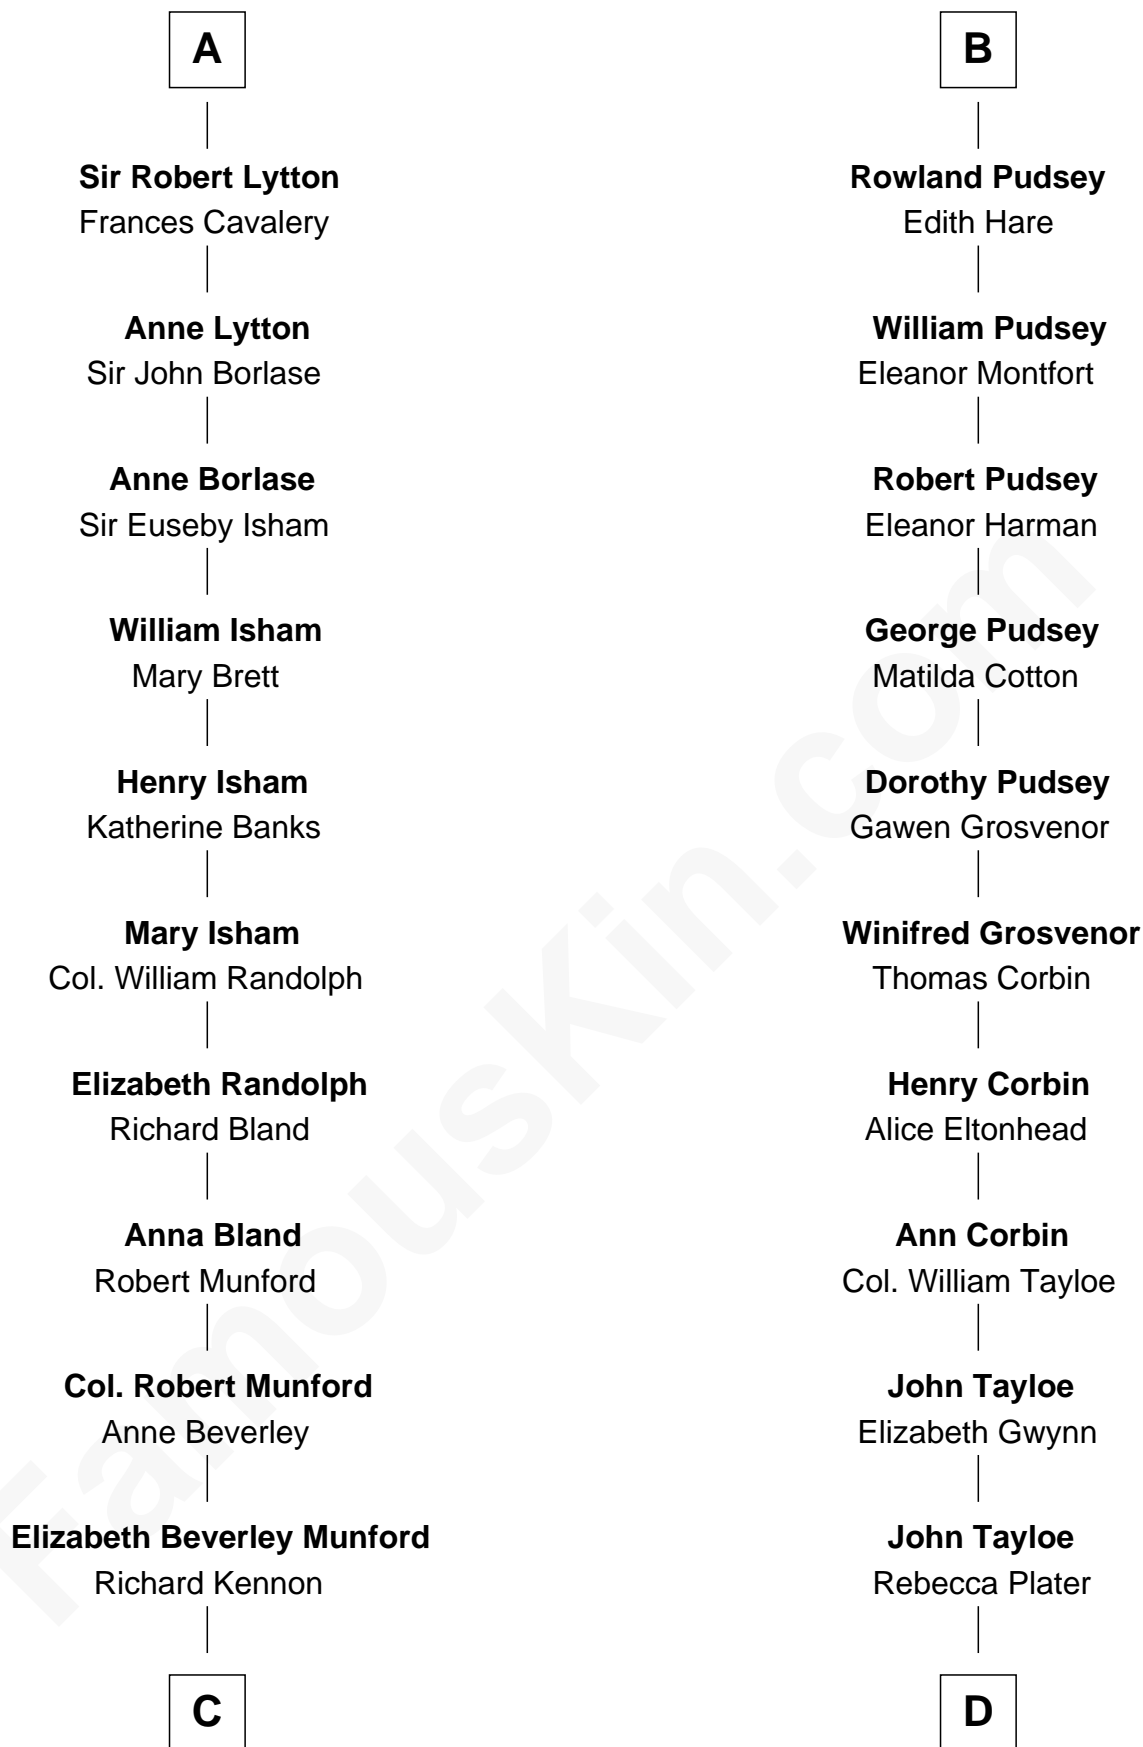 A
Sir Robert Lytton
Frances Cavalery
Anne Lytton
Sir John Borlase
Anne Borlase
Sir Euseby Isham
William Isham
Mary Brett
Henry Isham
Katherine Banks
Mary Isham
Col. William Randolph
Elizabeth Randolph
Richard Bland
Anna Bland
Robert Munford
Col. Robert Munford
Anne Beverley
Elizabeth Beverley Munford
Richard Kennon
C
B
Rowland Pudsey
Edith Hare
William Pudsey
Eleanor Montfort
Robert Pudsey
Eleanor Harman
George Pudsey
Matilda Cotton
Dorothy Pudsey
Gawen Grosvenor
Winifred Grosvenor
Thomas Corbin
Henry Corbin
Alice Eltonhead
Ann Corbin
Col. William Tayloe
John Tayloe
Elizabeth Gwynn
John Tayloe
Rebecca Plater
D
FamousKin.com